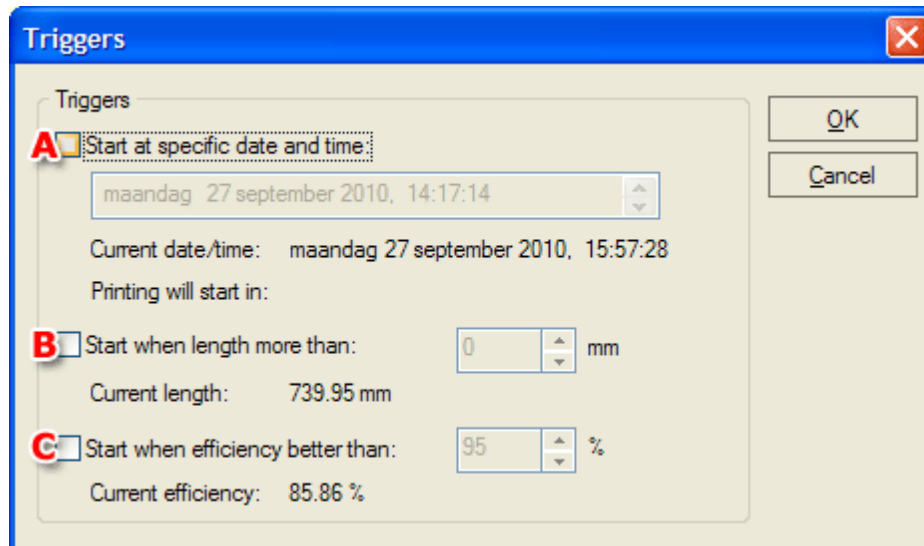 Triggers
Triggers
OK
A Start at specific date and time:
maandag 27 september 2010, 14:17:14
Cancel
Current date/time: maandag 27 september 2010, 15:57:28
Printing will start in:
B Start when length more than: 0 mm
Current length: 739.95 mm
C Start when efficiency better than: 95 %
Current efficiency: 85.86 %